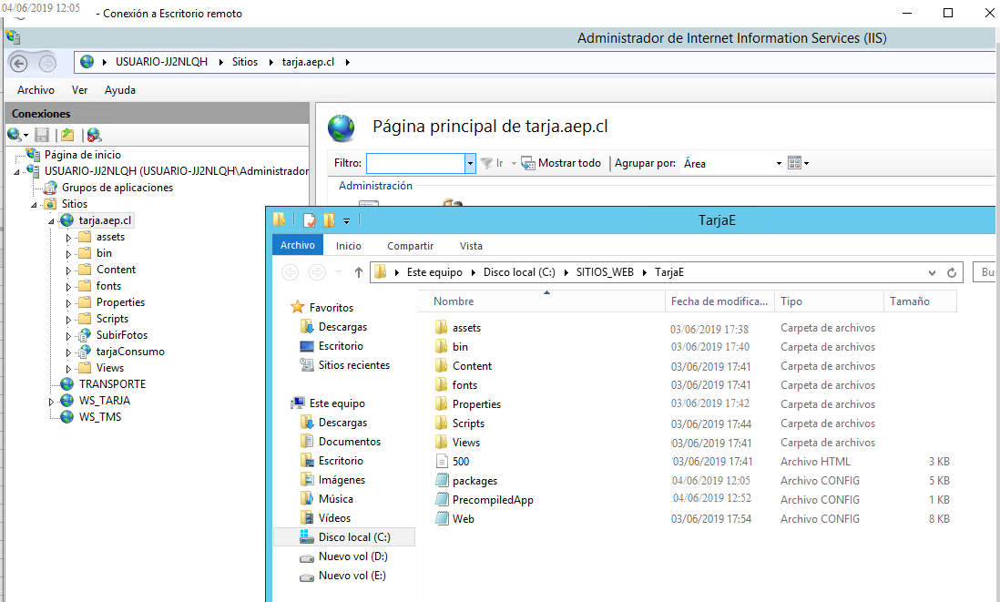 04/06/2019 12:05
- Conexión a Escritorio remoto
Administrador de Internet Information Services (IIS)
USUARIO-JJ2NLQH
Sitios
tarja.aep.cl
Archivo Ver Ayuda
Conexiones
Página de inicio
USUARIO-JJ2NLQH (USUARIO-JJ2NLQH\Administrador
Grupos de aplicaciones
Sitios
tarja.aep.cl
assets
bin
Content
fonts
Properties
Scripts
SubirFotos
tarjaConsumo
Views
TRANSPORTE
WS_TARJA
WS_TMS
Página principal de tarja.aep.cl
Filtro: Ir Mostrar todo Agrupar por: Área
Administración
TarjaE
Archivo Inicio Compartir Vista
Este equipo Disco local (C:) SITIOS_WEB TarjaE Bu
Favoritos
Descargas
Escritorio
Sitios recientes
Este equipo
Descargas
Documentos
Escritorio
Imágenes
Música
Vídeos
Disco local (C:)
Nuevo vol (D:)
Nuevo vol (E:)
Nombre Fecha de modifica... Tipo Tamaño
assets 03/06/2019 17:38 Carpeta de archivos
bin 03/06/2019 17:40 Carpeta de archivos
Content 03/06/2019 17:41 Carpeta de archivos
fonts 03/06/2019 17:41 Carpeta de archivos
Properties 03/06/2019 17:42 Carpeta de archivos
Scripts 03/06/2019 17:44 Carpeta de archivos
Views 03/06/2019 17:41 Carpeta de archivos
500 03/06/2019 17:41 Archivo HTML 3 KB
packages 04/06/2019 12:05 Archivo CONFIG 5 KB
PrecompiledApp 04/06/2019 12:52 Archivo CONFIG 1 KB
Web 03/06/2019 17:54 Archivo CONFIG 8 KB